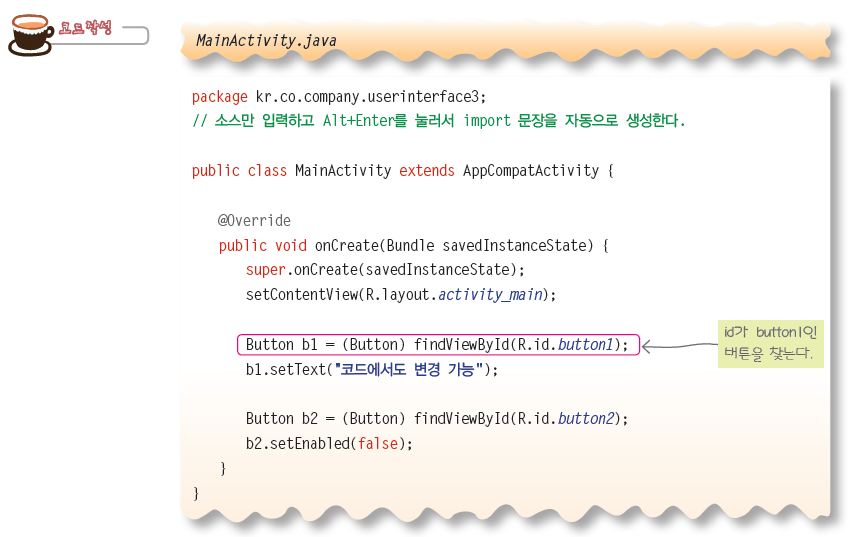 코드작성
MainActivity.java
package kr.co.company.userinterface3;
// 소스만 입력하고 Alt+Enter를 눌러서 import 문장을 자동으로 생성한다.
public class MainActivity extends AppCompatActivity {
@Override
public void onCreate(Bundle savedInstanceState) {
super.onCreate(savedInstanceState);
setContentView(R.layout.activity_main);
Button b1 = (Button) findViewById(R.id.button1);
id가 button1인
버튼을 찾는다.
b1.setText("코드에서도 변경 가능");
Button b2 = (Button) findViewById(R.id.button2);
b2.setEnabled(false);
}
}